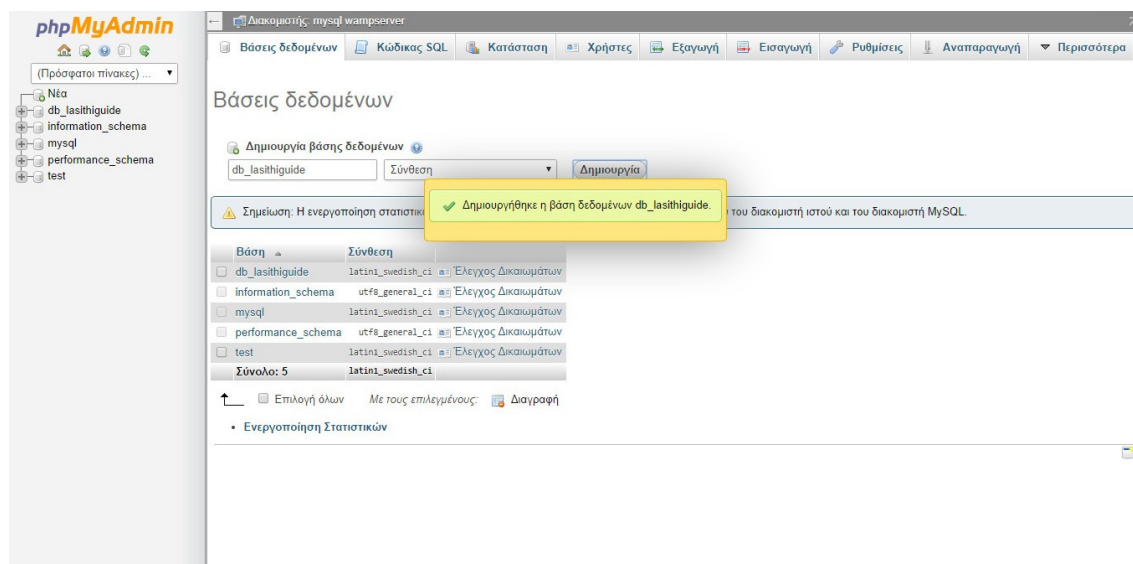 phpMyAdmin
(Πρόσφατοι πίνακες) ...
Νέα
db_lasithiguide
information_schema
mysql
performance_schema
test
Διακομιστής: mysql wampserver
Βάσεις δεδομένων Κώδικας SQL Κατάσταση Χρήστες Εξαγωγή Εισαγωγή Ρυθμίσεις Αναπαραγωγή Περισσότερα
Βάσεις δεδομένων
Δημιουργία βάσης δεδομένων
db_lasithiguide Σύνθεση Δημιουργία
Δημιουργήθηκε η βάση δεδομένων db_lasithiguide.
Σημείωση: Η ενεργοποίηση στατιστικ του διακομιστή ιστού και του διακομιστή MySQL.
Βάση Σύνθεση
db_lasithiguide latin1_swedish_ci Έλεγχος Δικαιωμάτων
information_schema utf8_general_ci Έλεγχος Δικαιωμάτων
mysql latin1_swedish_ci Έλεγχος Δικαιωμάτων
performance_schema utf8_general_ci Έλεγχος Δικαιωμάτων
test latin1_swedish_ci Έλεγχος Δικαιωμάτων
Σύνολο: 5 latin1_swedish_ci
Επιλογή όλων Με τους επιλεγμένους: Διαγραφή
Ενεργοποίηση Στατιστικών